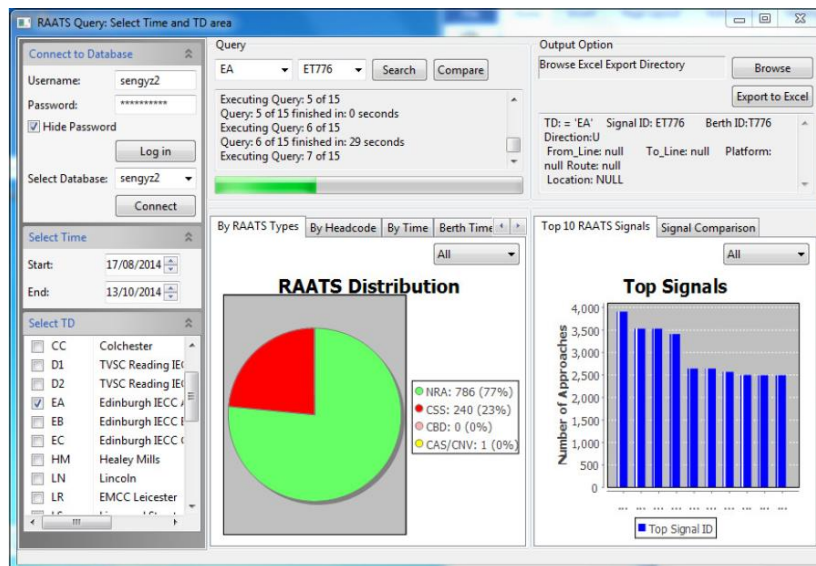 RAATS Query: Select Time and TD area
Connect to Database
Username:
sengyz2
Password:
**********
Hide Password
Log in
Select Database:
sengyz2
Connect
Select Time
Start:
17/08/2014
End:
13/10/2014
Select TD
CC Colchester
D1 TVSC Reading IEC
D2 TVSC Reading IEC
EA Edinburgh IECC
EB Edinburgh IECC
EC Edinburgh IECC
HM Healey Mills
LN Lincoln
LR EMCC Leicester
Query
EA
ET776
Search
Compare
Executing Query: 5 of 15
Query: 5 of 15 finished in: 0 seconds
Executing Query: 6 of 15
Query: 6 of 15 finished in: 29 seconds
Executing Query: 7 of 15
Output Option
Browse Excel Export Directory
Browse
Export to Excel
TD: = 'EA' Signal ID: ET776 Berth ID:T776
Direction:U
From_Line: null To_Line: null Platform:
null Route: null
Location: NULL
By RAATS Types
By Headcode
By Time
Berth Time
All
RAATS Distribution
NRA: 786 (77%)
CSS: 240 (23%)
CBD: 0 (0%)
CAS/CNV: 1 (0%)
Top 10 RAATS Signals
Signal Comparison
All
Top Signals
Number of Approaches
4,000
3,500
3,000
2,500
2,000
1,500
1,000
500
0
... ... ... ... ... ... ... ... ... ...
Top Signal ID